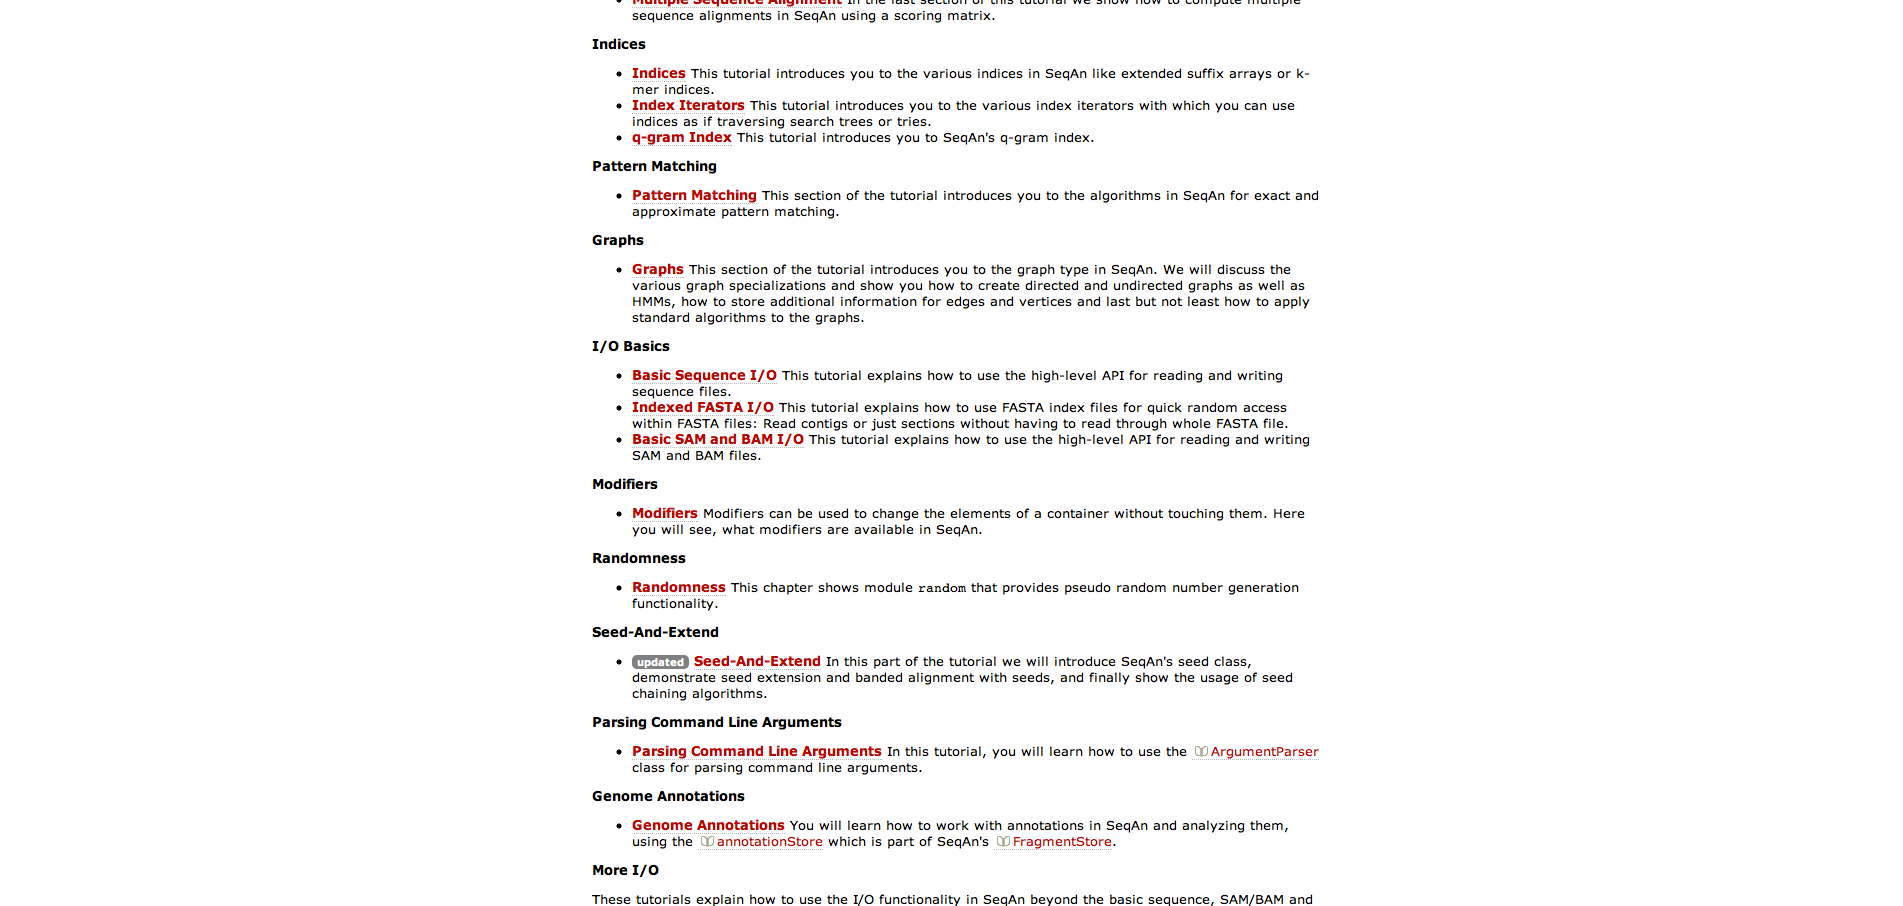 Multiple Sequence Alignment In the last section of this tutorial we show how to compute multiple
sequence alignments in SeqAn using a scoring matrix.
Indices
Indices This tutorial introduces you to the various indices in SeqAn like extended suffix arrays or k-
mer indices.
Index Iterators This tutorial introduces you to the various index iterators with which you can use
indices as if traversing search trees or tries.
q-gram Index This tutorial introduces you to SeqAn's q-gram index.
Pattern Matching
Pattern Matching This section of the tutorial introduces you to the algorithms in SeqAn for exact and
approximate pattern matching.
Graphs
Graphs This section of the tutorial introduces you to the graph type in SeqAn. We will discuss the
various graph specializations and show you how to create directed and undirected graphs as well as
HMMs, how to store additional information for edges and vertices and last but not least how to apply
standard algorithms to the graphs.
I/O Basics
Basic Sequence I/O This tutorial explains how to use the high-level API for reading and writing
sequence files.
Indexed FASTA I/O This tutorial explains how to use FASTA index files for quick random access
within FASTA files: Read contigs or just sections without having to read through whole FASTA file.
Basic SAM and BAM I/O This tutorial explains how to use the high-level API for reading and writing
SAM and BAM files.
Modifiers
Modifiers Modifiers can be used to change the elements of a container without touching them. Here
you will see, what modifiers are available in SeqAn.
Randomness
Randomness This chapter shows module random that provides pseudo random number generation
functionality.
Seed-And-Extend
updated Seed-And-Extend In this part of the tutorial we will introduce SeqAn's seed class,
demonstrate seed extension and banded alignment with seeds, and finally show the usage of seed
chaining algorithms.
Parsing Command Line Arguments
Parsing Command Line Arguments In this tutorial, you will learn how to use the ArgumentParser
class for parsing command line arguments.
Genome Annotations
Genome Annotations You will learn how to work with annotations in SeqAn and analyzing them,
using the annotationStore which is part of SeqAn's FragmentStore.
More I/O
These tutorials explain how to use the I/O functionality in SeqAn beyond the basic sequence, SAM/BAM and